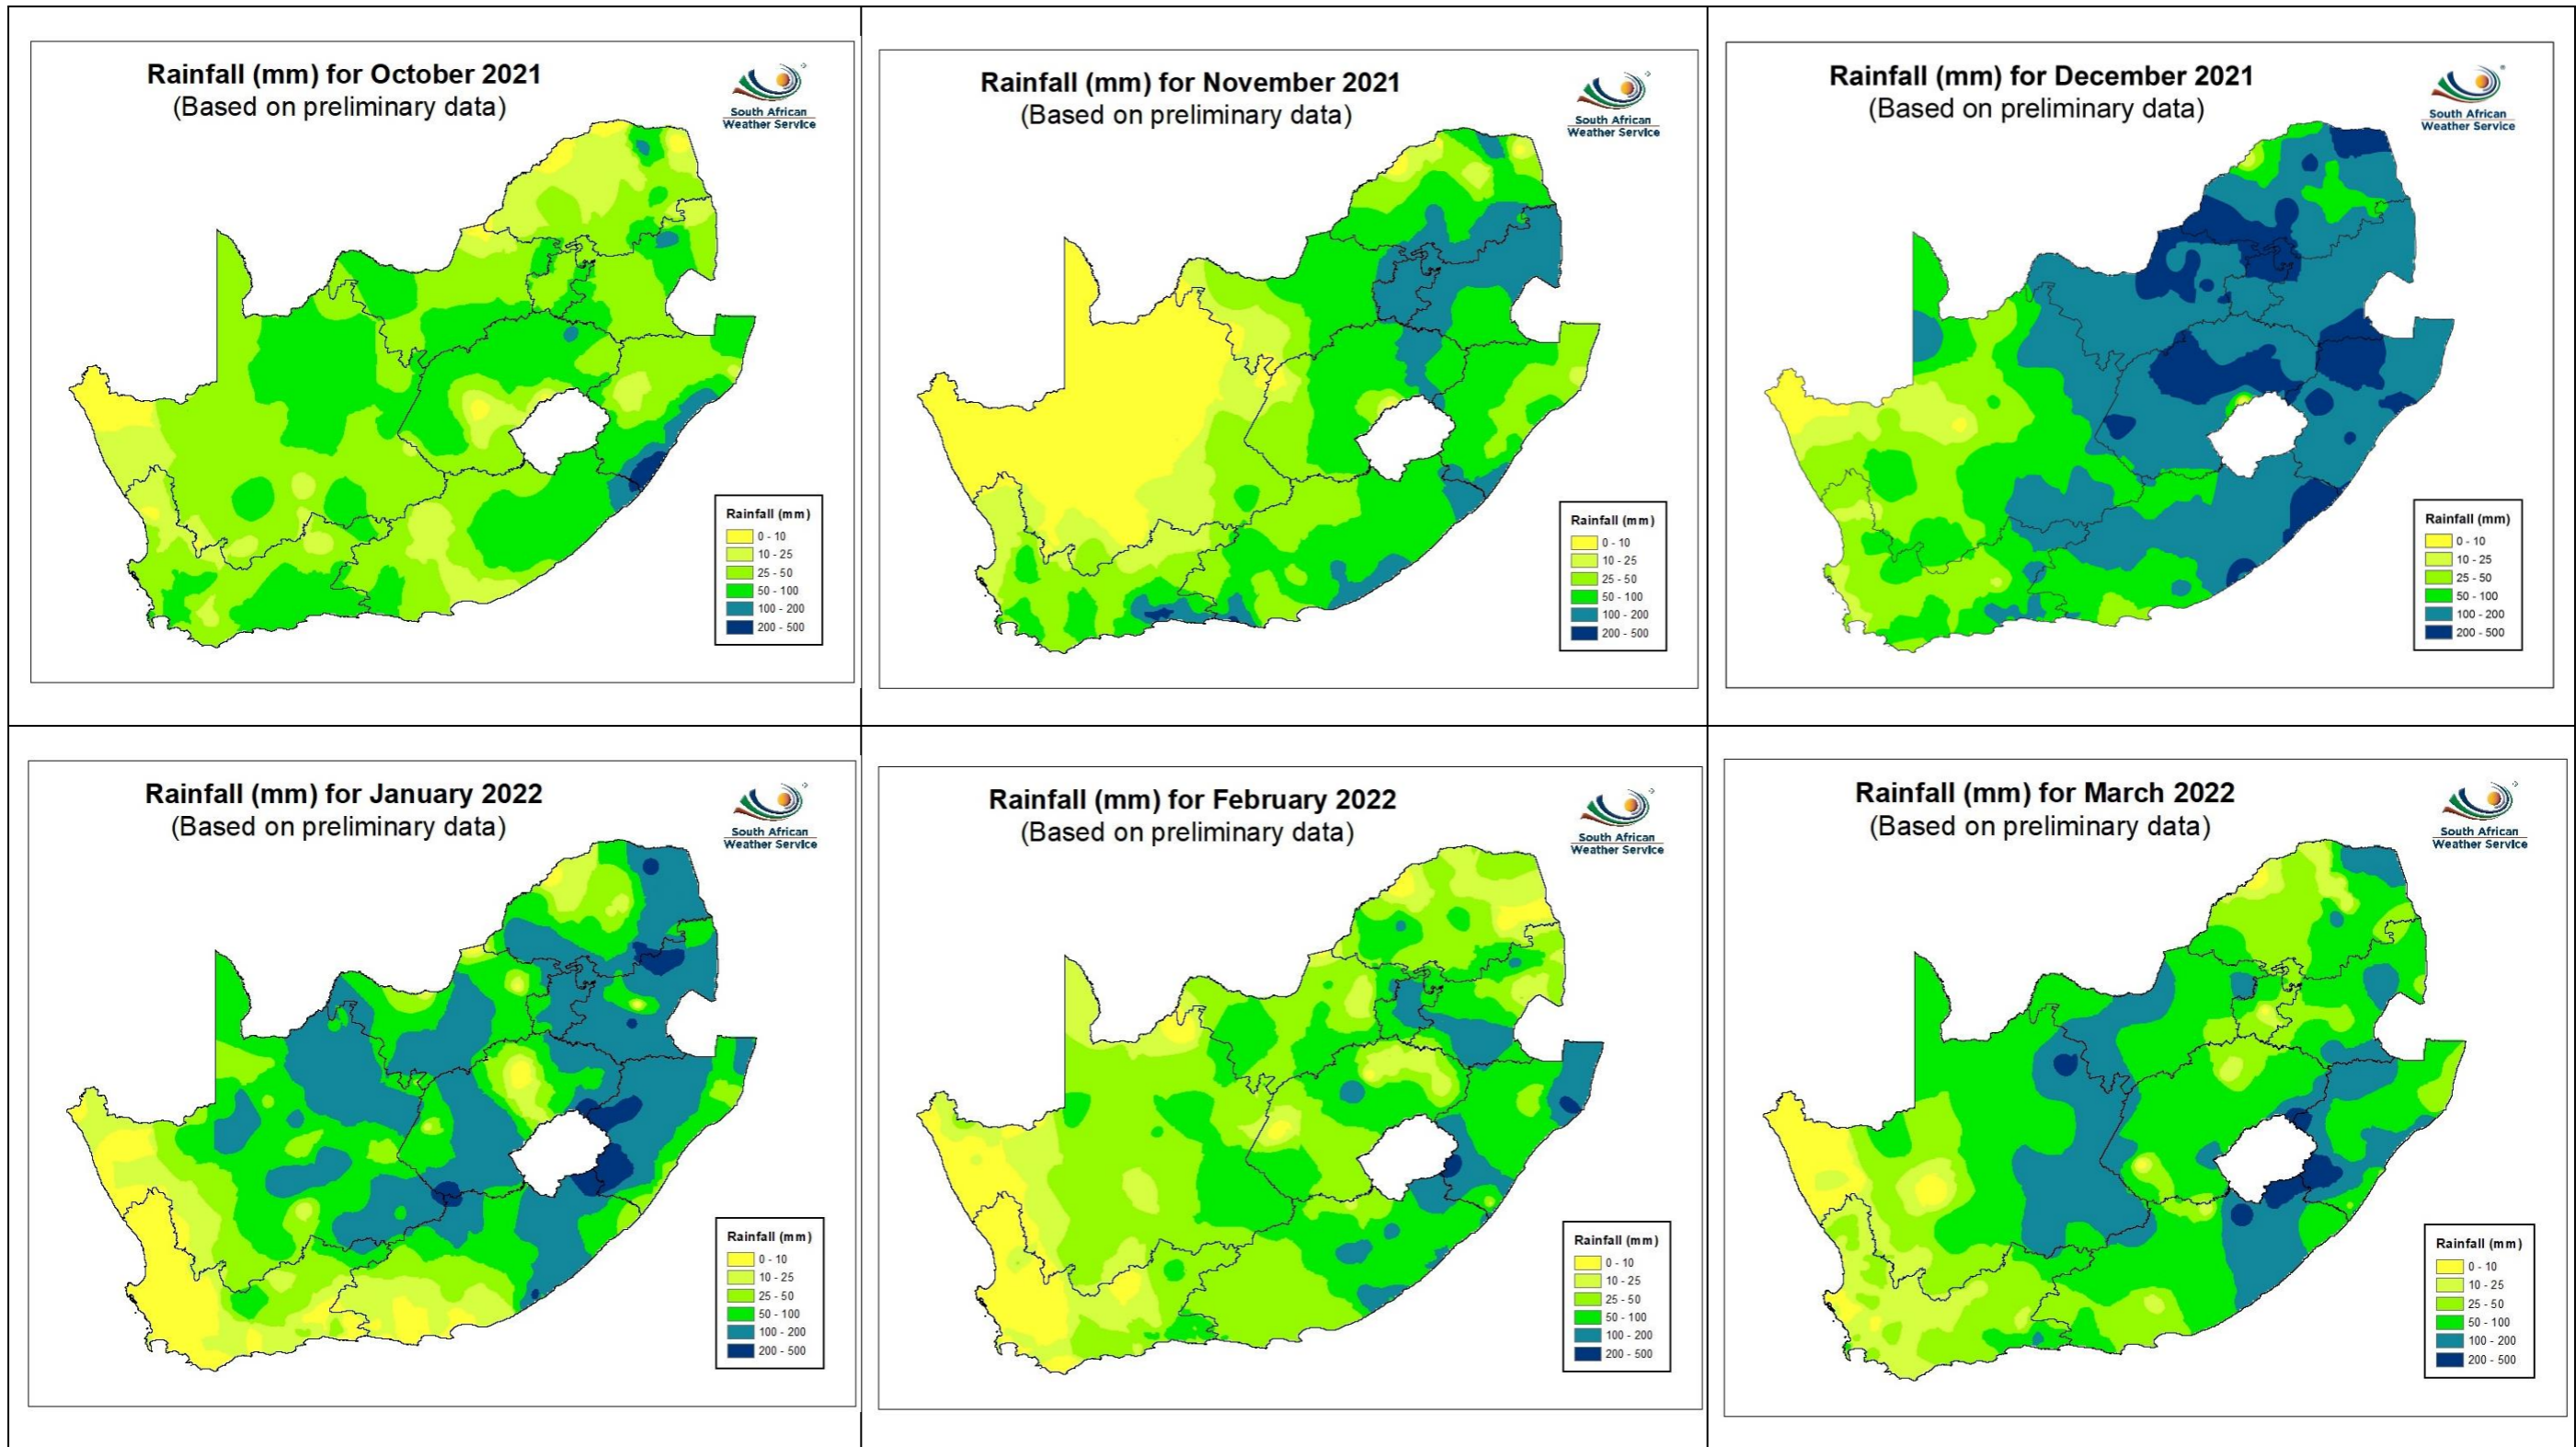 Rainfall (mm) for October 2021
(Based on preliminary data)
South African
Weather Service
Rainfall (mm)
0 - 10
10 - 25
25 - 50
50 - 100
100 - 200
200 - 500
Rainfall (mm) for November 2021
(Based on preliminary data)
South African
Weather Service
Rainfall (mm)
0 - 10
10 - 25
25 - 50
50 - 100
100 - 200
200 - 500
Rainfall (mm) for December 2021
(Based on preliminary data)
South African
Weather Service
Rainfall (mm)
0 - 10
10 - 25
25 - 50
50 - 100
100 - 200
200 - 500
Rainfall (mm) for January 2022
(Based on preliminary data)
South African
Weather Service
Rainfall (mm)
0 - 10
10 - 25
25 - 50
50 - 100
100 - 200
200 - 500
Rainfall (mm) for February 2022
(Based on preliminary data)
South African
Weather Service
Rainfall (mm)
0 - 10
10 - 25
25 - 50
50 - 100
100 - 200
200 - 500
Rainfall (mm) for March 2022
(Based on preliminary data)
South African
Weather Service
Rainfall (mm)
0 - 10
10 - 25
25 - 50
50 - 100
100 - 200
200 - 500